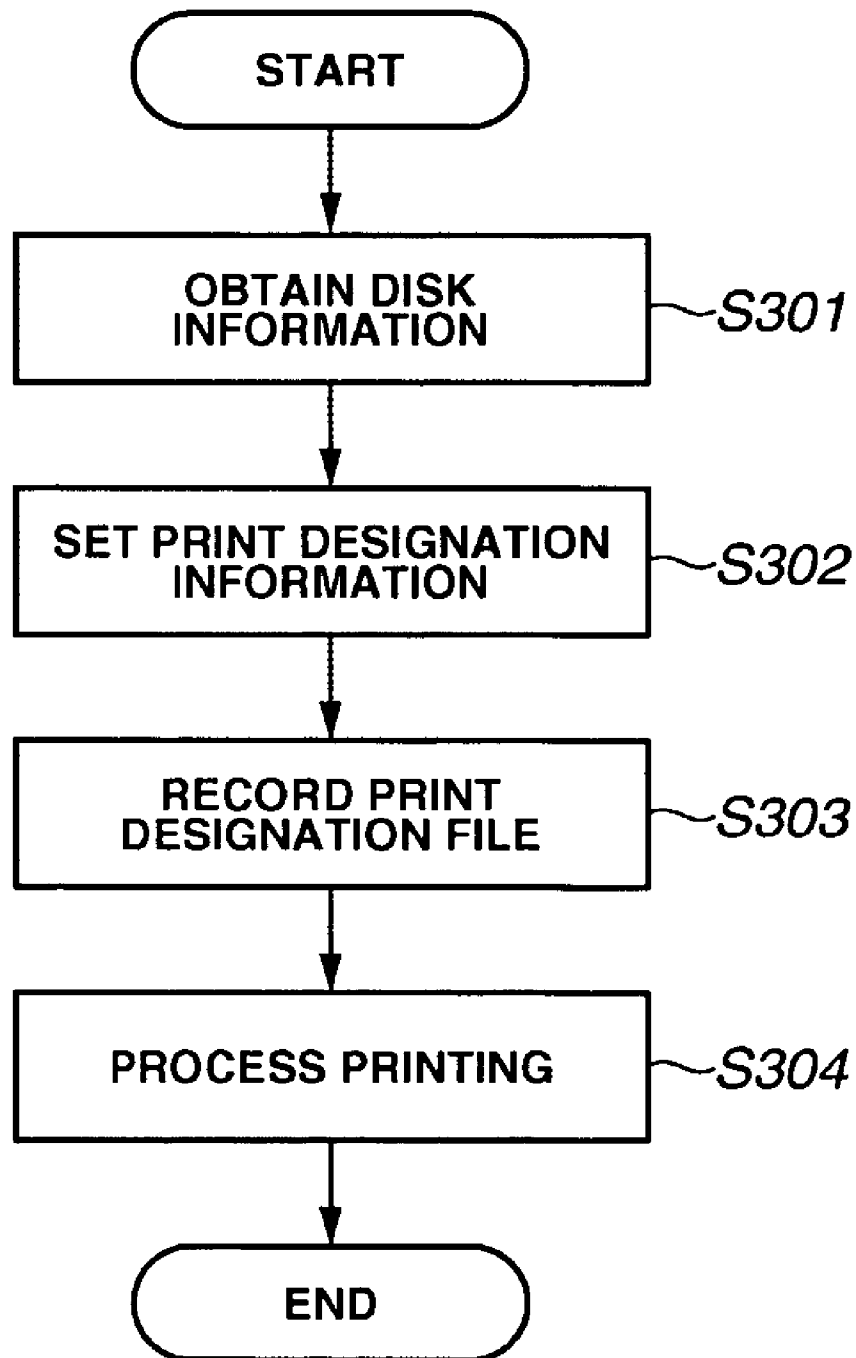 START
OBTAIN DISK
INFORMATION
S301
SET PRINT DESIGNATION
INFORMATION
S302
RECORD PRINT
DESIGNATION FILE
S303
PROCESS PRINTING
S304
END